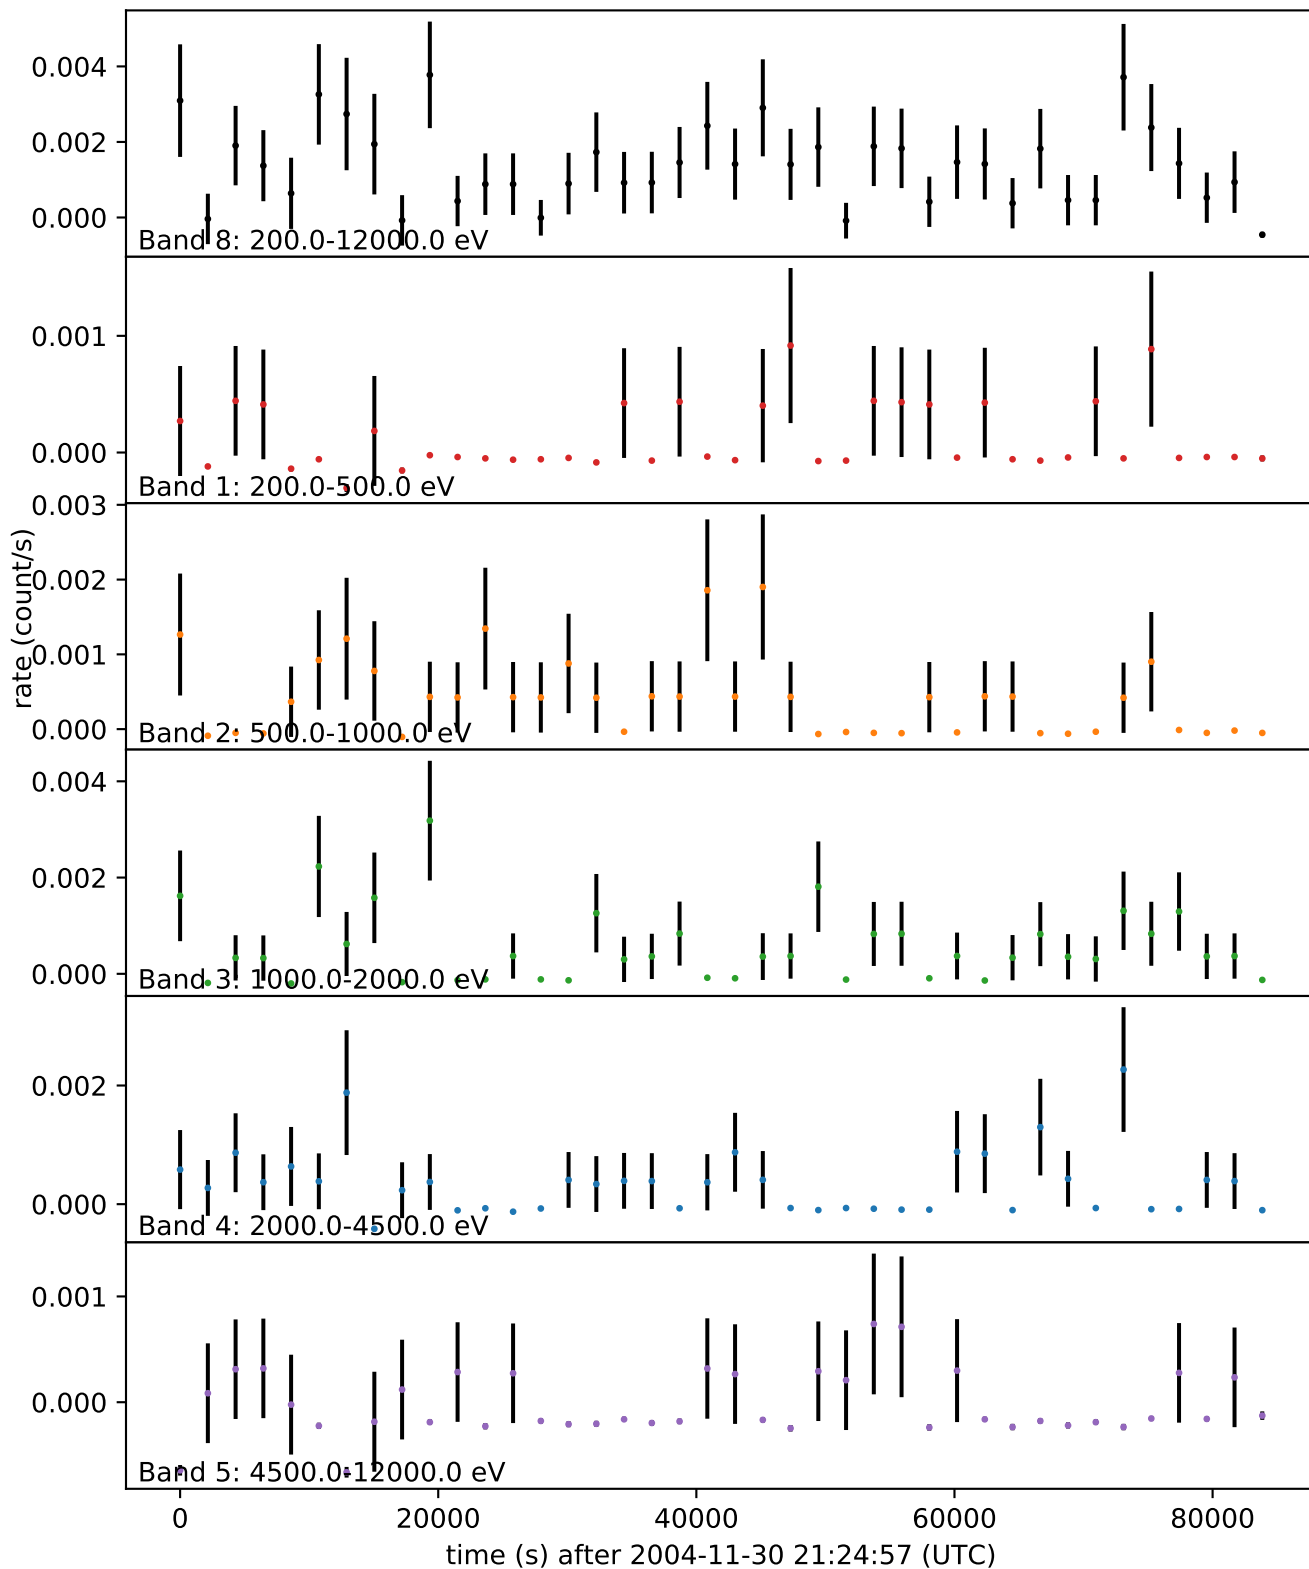 0.004
0.002
0.000
Band 8: 200.0-12000.0 eV
0.001
0.000
Band 1: 200.0-500.0 eV
0.003
0.002
0.001
0.000
Band 2: 500.0-1000.0 eV
rate (count/s)
0.004
0.002
0.000
Band 3: 1000.0-2000.0 eV
0.002
0.000
Band 4: 2000.0-4500.0 eV
0.001
0.000
Band 5: 4500.0-12000.0 eV
0 20000 40000 60000 80000
time (s) after 2004-11-30 21:24:57 (UTC)